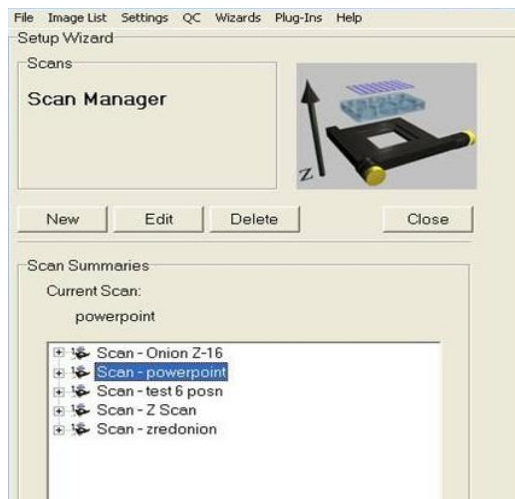 File Image List Settings QC Wizards Plug-Ins Help
Setup Wizard
Scans
Scan Manager
Z
New Edit Delete Close
Scan Summaries
Current Scan:
powerpoint
Scan - Onion Z-16
Scan - powerpoint
Scan - test 6 posn
Scan - Z Scan
Scan - zredonion